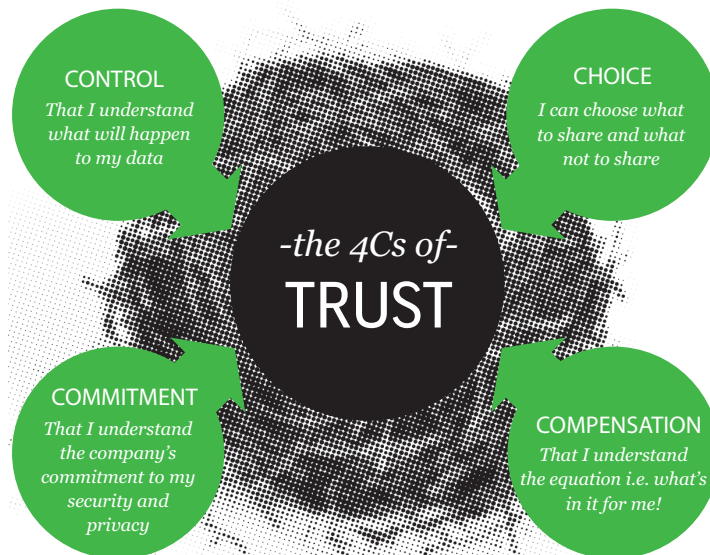 CONTROL
That I understand
what will happen
to my data
CHOICE
I can choose what
to share and what
not to share
-the 4Cs of-
TRUST
COMMITMENT
That I understand
the company's
commitment to my
security and
privacy
COMPENSATION
That I understand
the equation i.e. what's
in it for me!